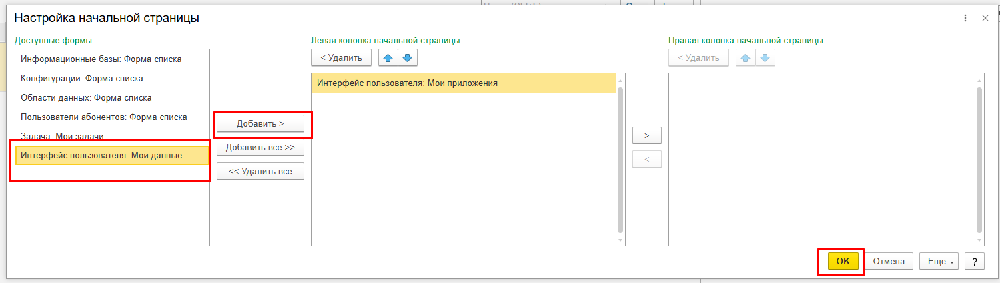 Настройка начальной страницы
Доступные формы
Информационные базы: Форма списка
Конфигурации: Форма списка
Области данных: Форма списка
Пользователи абонентов: Форма списка
Задача: Мои задачи
Интерфейс пользователя: Мои данные
Добавить >
Добавить все >>
<< Удалить все
Левая колонка начальной страницы
< Удалить
Интерфейс пользователя: Мои приложения
>
<
Правая колонка начальной страницы
< Удалить
ОК
Отмена
Еще
?